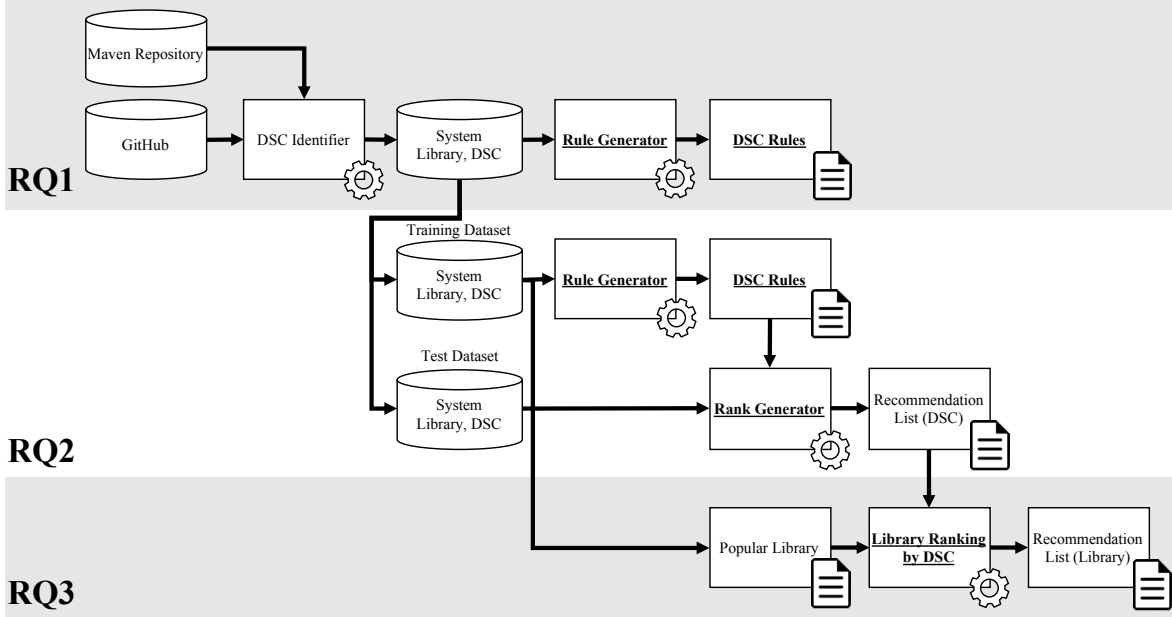 Maven Repository
GitHub
DSC Identifier
System
Library, DSC
Rule Generator
DSC Rules
RQ1
Training Dataset
System
Library, DSC
Rule Generator
DSC Rules
Test Dataset
System
Library, DSC
Rank Generator
Recommendation
List (DSC)
RQ2
Popular Library
Library Ranking
by DSC
Recommendation
List (Library)
RQ3